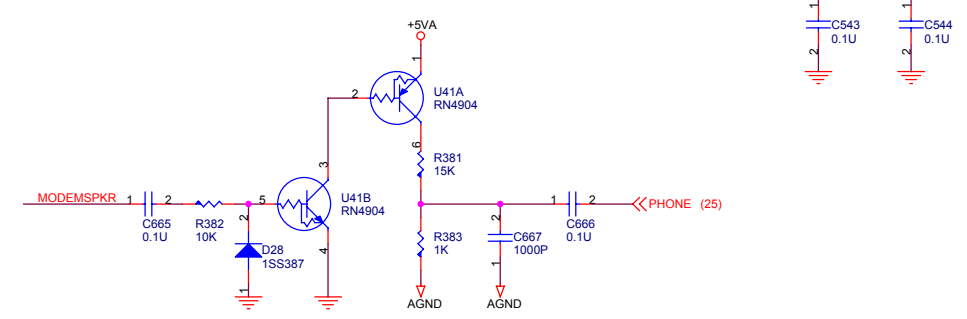 +5VA
1
C543
0.1U
2
1
C544
0.1U
2
1
2
U41A
RN4904
6
R381
15K
3
MODEMSPKR
1
2
C665
0.1U
R382
10K
5
U41B
RN4904
4
2
D28
1SS387
1
R383
1K
AGND
2
C667
1000P
1
AGND
1
2
C666
0.1U
PHONE (25)